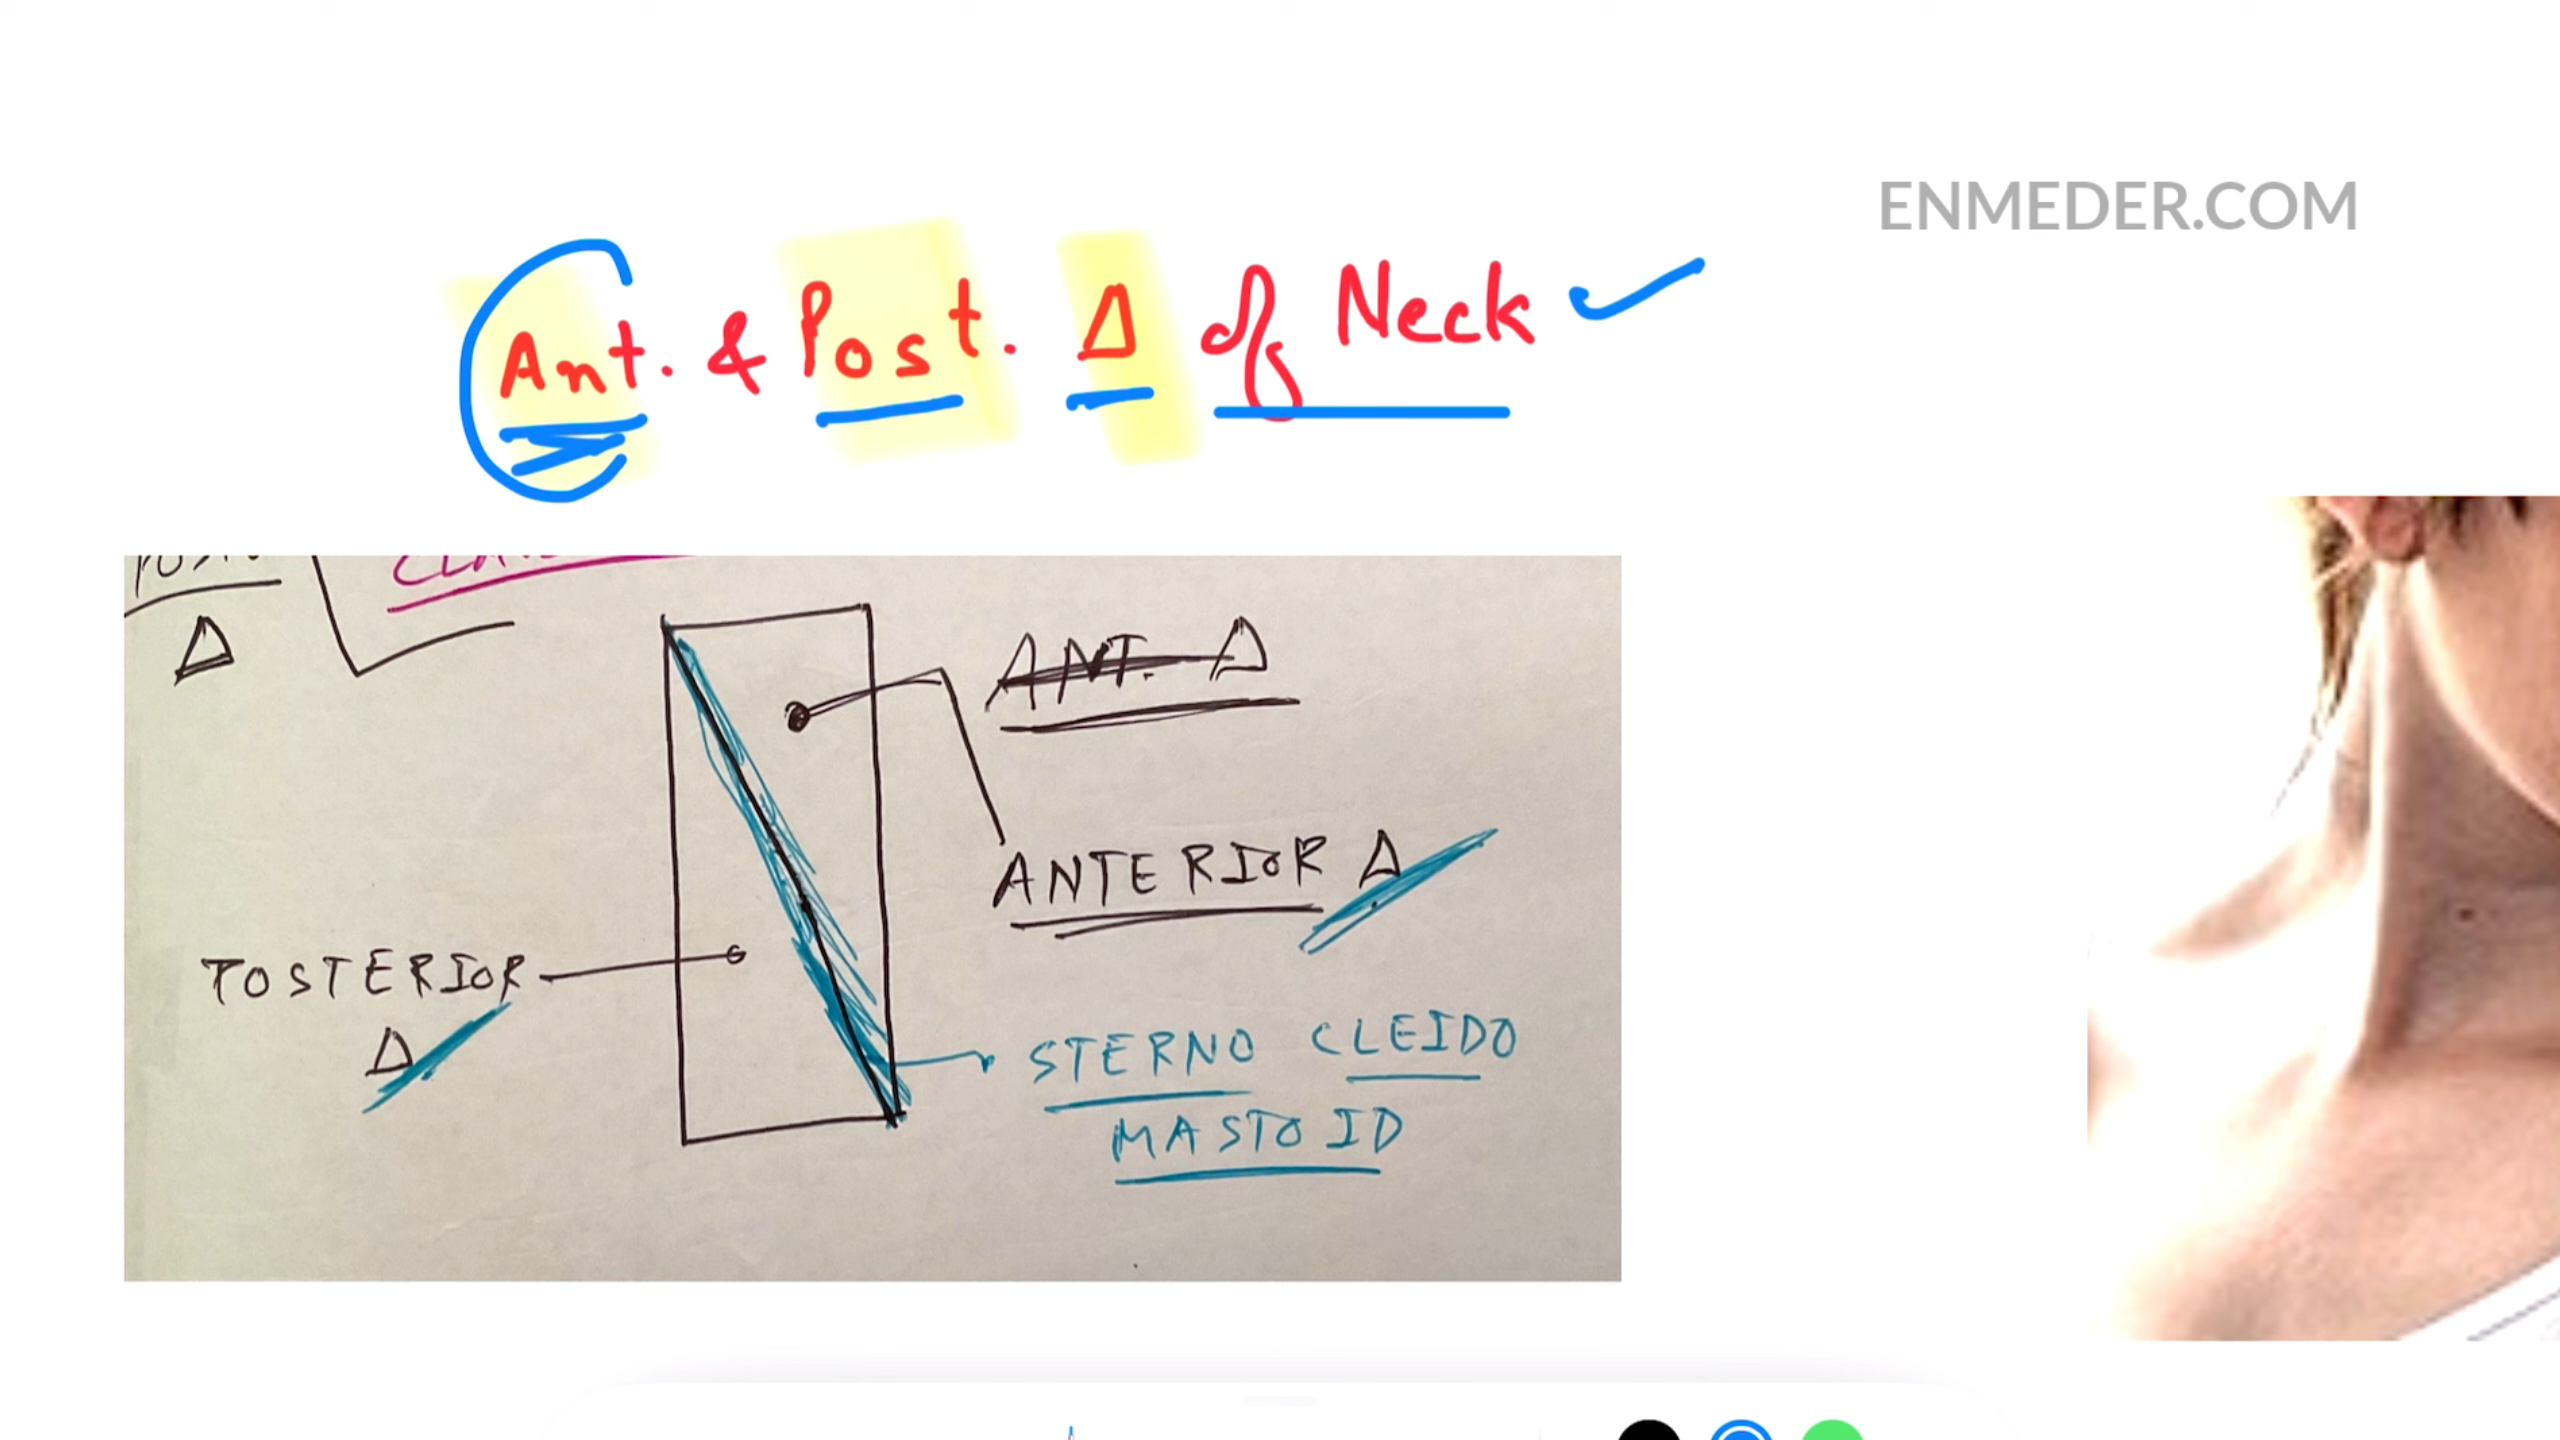 ENMEDER.COM
Ant. & Post. Δ of Neck
Δ
ANT. Δ
ANTERIOR Δ
POSTERIOR
Δ
STERNO CLEIDO
MASTOID